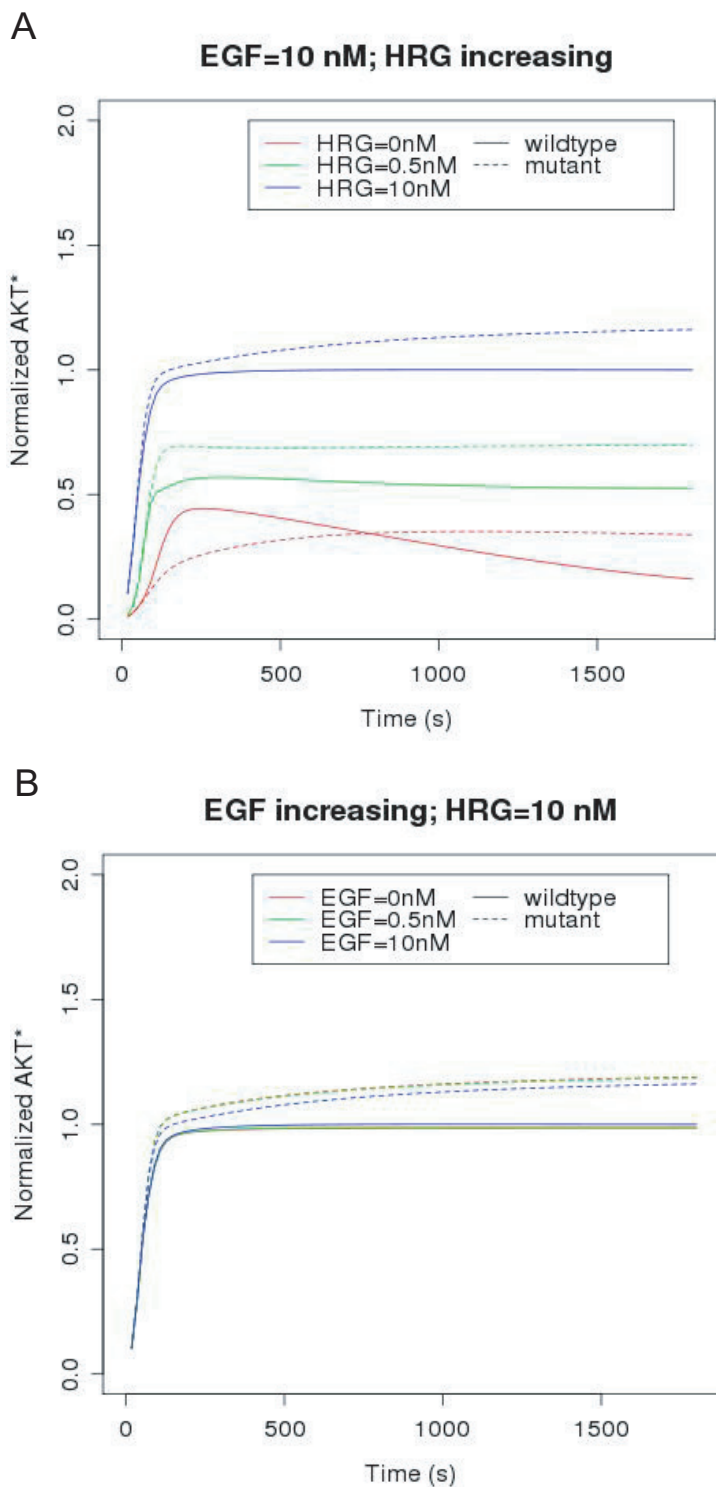 A
EGF=10 nM; HRG increasing
HRG=0nM wildtype
HRG=0.5nM mutant
HRG=10nM
2.0
1.5
1.0
0.5
0.0
Normalized AKT*
0 500 1000 1500
Time (s)
B
EGF increasing; HRG=10 nM
EGF=0nM wildtype
EGF=0.5nM mutant
EGF=10nM
2.0
1.5
1.0
0.5
0.0
Normalized AKT*
0 500 1000 1500
Time (s)